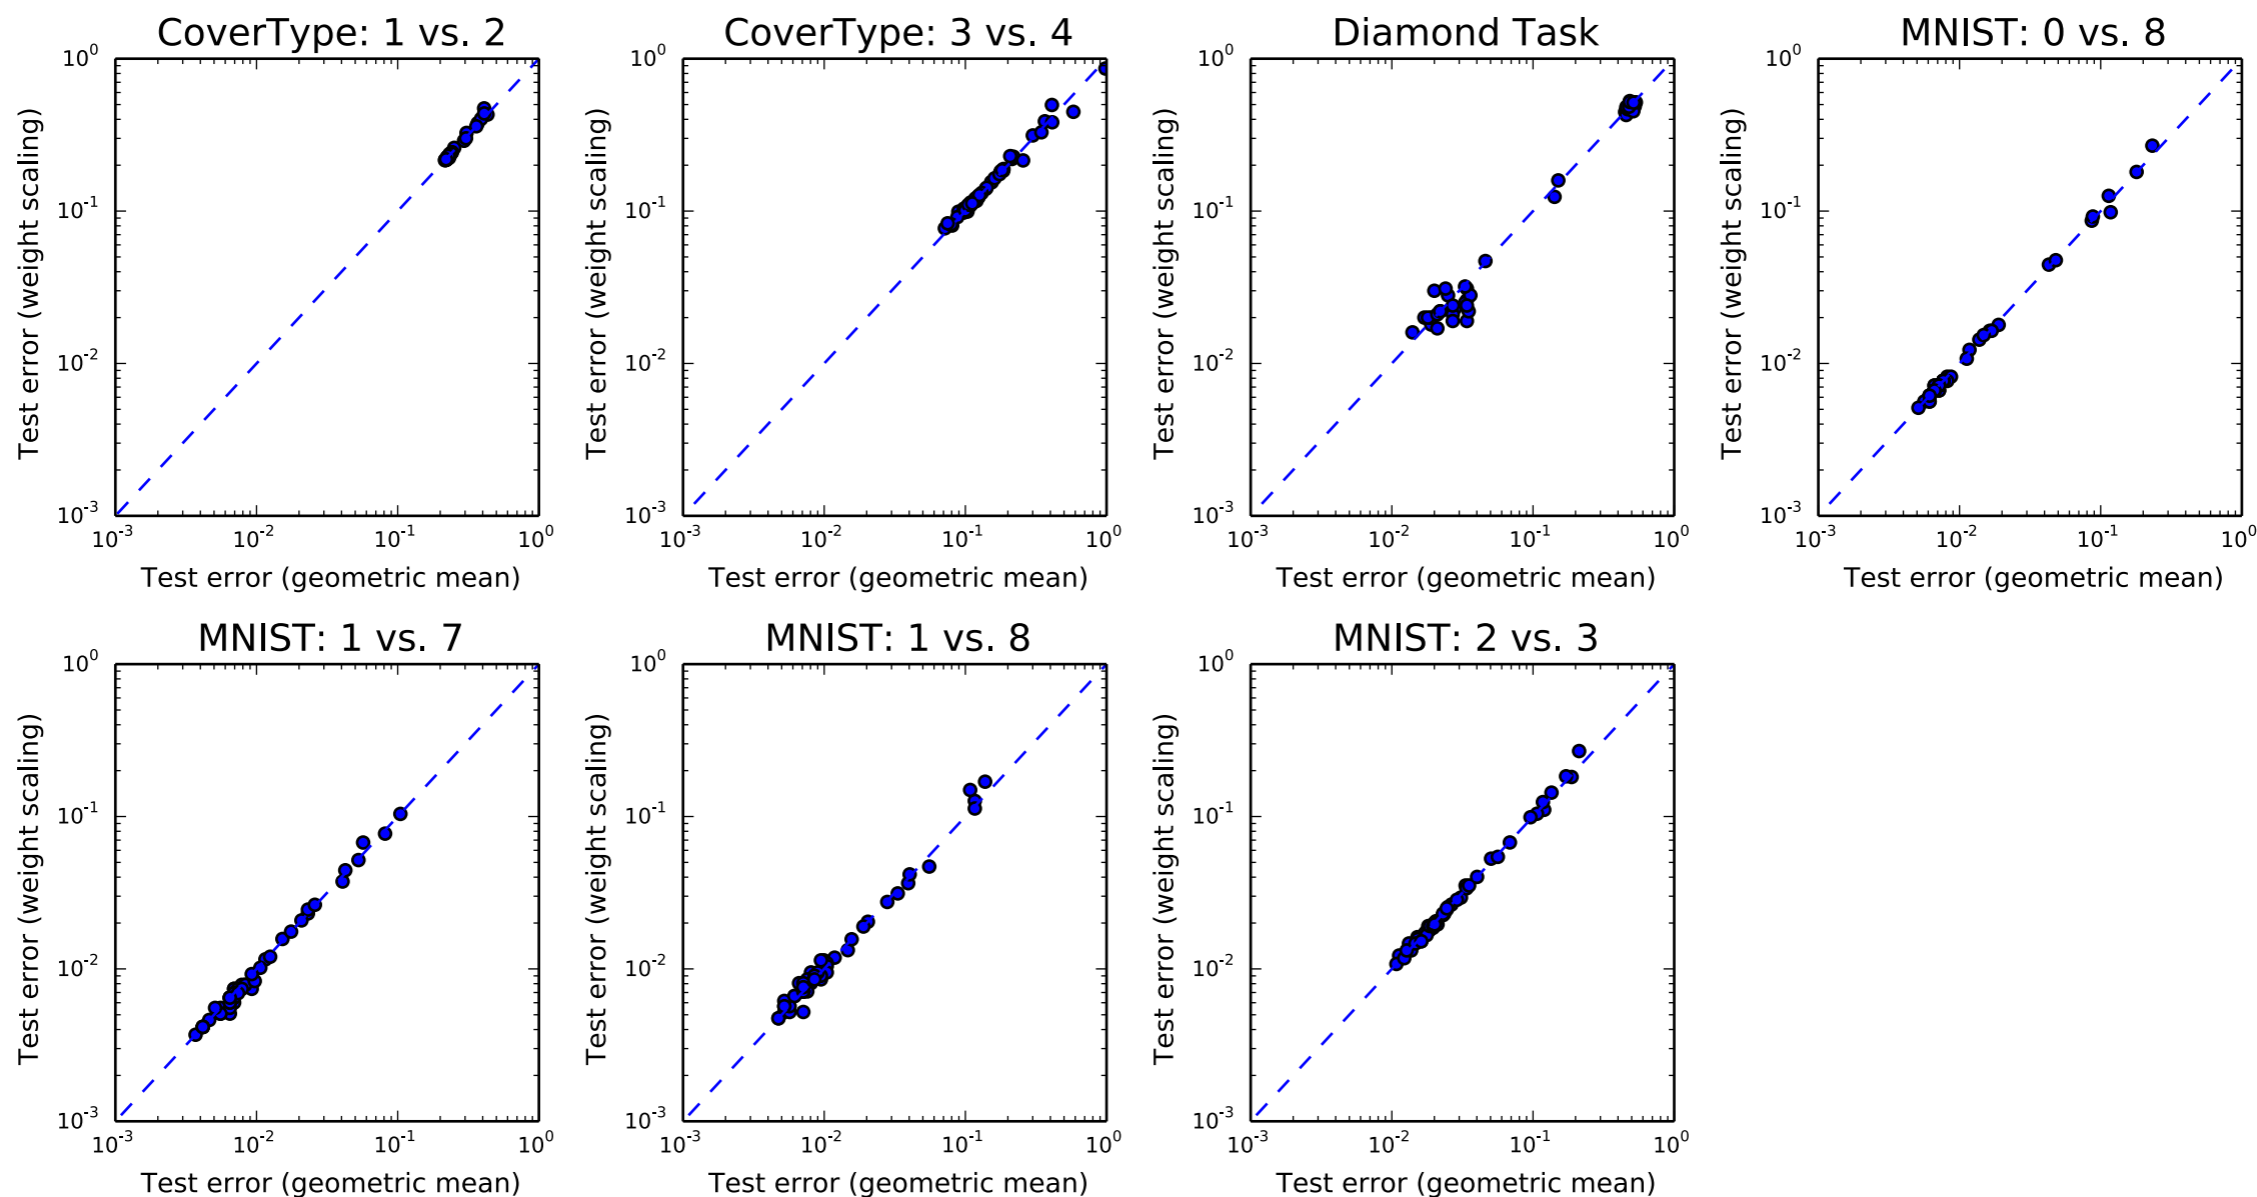 CoverType: 1 vs. 2
CoverType: 3 vs. 4
Diamond Task
MNIST: 0 vs. 8
Test error (weight scaling)
10^0
10^-1
10^-2
10^-3
10^-3 10^-2 10^-1 10^0
Test error (geometric mean)
Test error (weight scaling)
10^0
10^-1
10^-2
10^-3
10^-3 10^-2 10^-1 10^0
Test error (geometric mean)
Test error (weight scaling)
10^0
10^-1
10^-2
10^-3
10^-3 10^-2 10^-1 10^0
Test error (geometric mean)
Test error (weight scaling)
10^0
10^-1
10^-2
10^-3
10^-3 10^-2 10^-1 10^0
Test error (geometric mean)
MNIST: 1 vs. 7
MNIST: 1 vs. 8
MNIST: 2 vs. 3
Test error (weight scaling)
10^0
10^-1
10^-2
10^-3
10^-3 10^-2 10^-1 10^0
Test error (geometric mean)
Test error (weight scaling)
10^0
10^-1
10^-2
10^-3
10^-3 10^-2 10^-1 10^0
Test error (geometric mean)
Test error (weight scaling)
10^0
10^-1
10^-2
10^-3
10^-3 10^-2 10^-1 10^0
Test error (geometric mean)